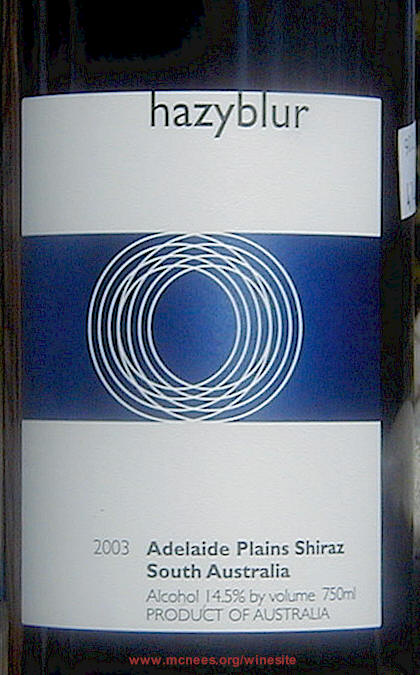 hazyblur
2003 Adelaide Plains Shiraz
South Australia
Alcohol 14.5% by volume 750ml
PRODUCT OF AUSTRALIA
www.mcnees.org/winesite